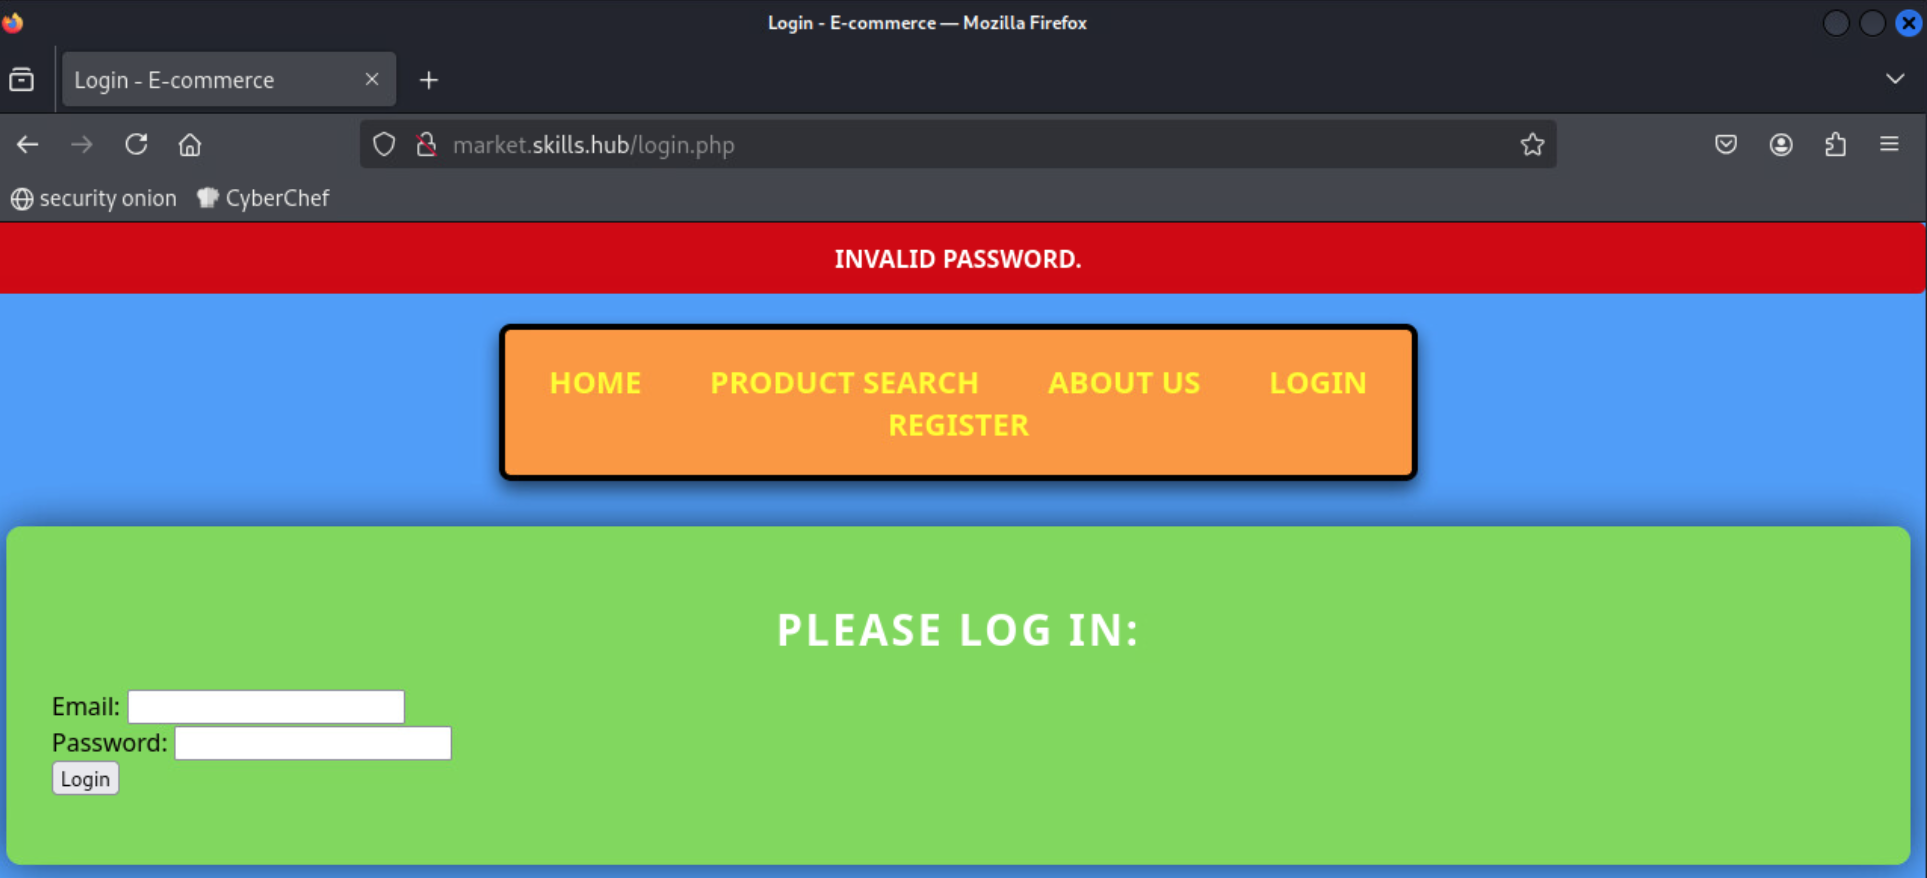 Login - E-commerce — Mozilla Firefox
Login - E-commerce
market.skills.hub/login.php
security onion CyberChef
INVALID PASSWORD.
HOME PRODUCT SEARCH ABOUT US LOGIN
REGISTER
PLEASE LOG IN:
Email:
Password:
Login